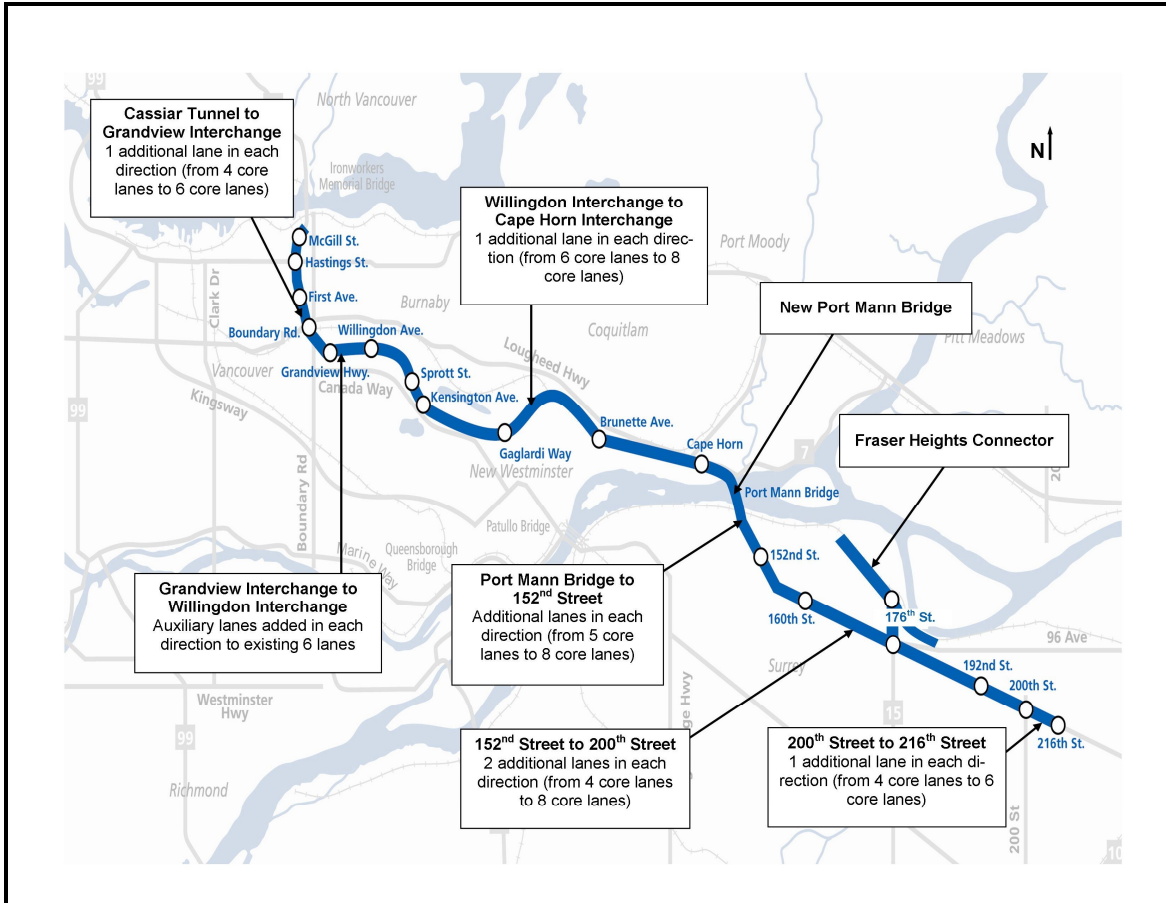 99
North Vancouver
Cassiar Tunnel to
Grandview Interchange
1 additional lane in each
direction (from 4 core
lanes to 6 core lanes)
N
Ironworkers
Memorial Bridge
Willingdon Interchange to
Cape Horn Interchange
1 additional lane in each direc-
tion (from 6 core lanes to 8
core lanes)
Port Moody
McGill St.
Hastings St.
First Ave.
Clark Dr
Burnaby
Boundary Rd.
Willingdon Ave.
Coquitlam
New Port Mann Bridge
Pitt Meadows
Vancouver
Grandview Hwy.
Canada Way
Lougheed Hwy
Sprott St.
Kensington Ave.
Kingsway
99
Brunette Ave.
Gaglardi Way
Cape Horn
7
Fraser Heights Connector
New Westminster
Boundary Rd
Port Mann Bridge
20
Patullo Bridge
Marine Way
Queensborough
Bridge
152nd St.
Grandview Interchange to
Willingdon Interchange
Auxiliary lanes added in each
direction to existing 6 lanes
Port Mann Bridge to
152nd Street
Additional lanes in each
direction (from 5 core
lanes to 8 core lanes)
160th St.
176th St.
96 Ave
Surrey
192nd St.
200th St.
216th St.
Westminster
Hwy
99
ge Hwy
15
152nd Street to 200th Street
2 additional lanes in each
direction (from 4 core lanes
to 8 core lanes)
200th Street to 216th Street
1 additional lane in each di-
rection (from 4 core lanes to 6
core lanes)
Richmond
200 St
10